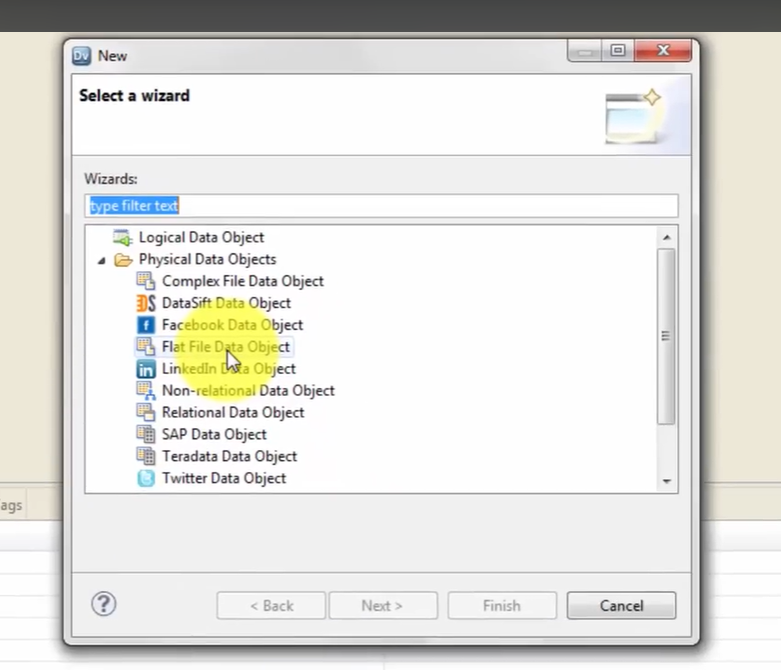 Dv New
Select a wizard
Wizards:
type filter text
Logical Data Object
Physical Data Objects
Complex File Data Object
DataSift Data Object
Facebook Data Object
Flat File Data Object
LinkedIn Data Object
Non-relational Data Object
Relational Data Object
SAP Data Object
Teradata Data Object
Twitter Data Object
ags
? < Back Next > Finish Cancel